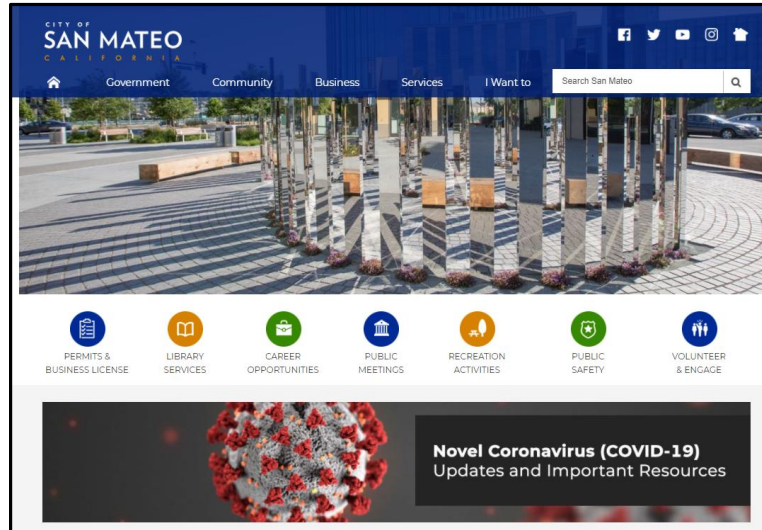 CITY OF
SAN MATEO
CALIFORNIA
Government Community Business Services I Want to Search San Mateo
PERMITS &
BUSINESS LICENSE
LIBRARY
SERVICES
CAREER
OPPORTUNITIES
PUBLIC
MEETINGS
RECREATION
ACTIVITIES
PUBLIC
SAFETY
VOLUNTEER
& ENGAGE
Novel Coronavirus (COVID-19)
Updates and Important Resources